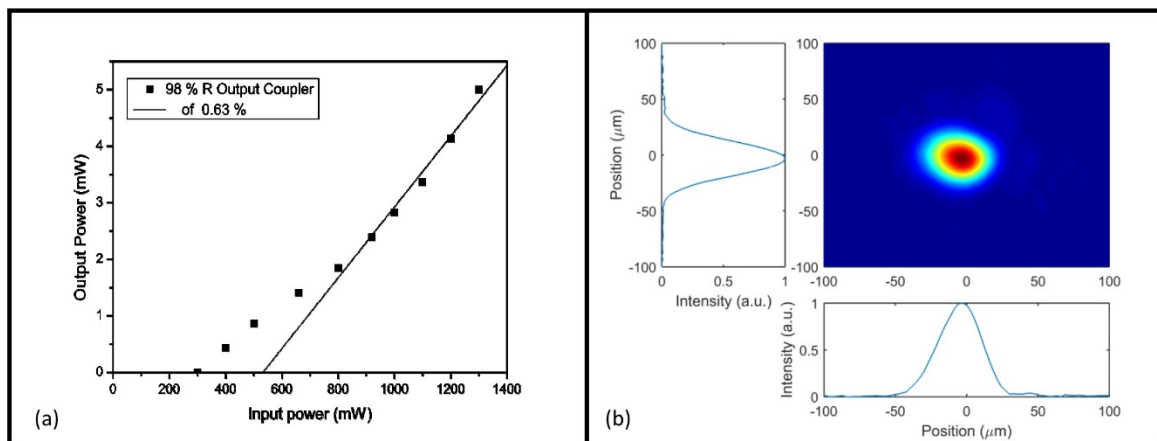 5
4
3
2
1
0
Output Power (mW)
98 % R Output Coupler
of 0.63 %
0 200 400 600 800 1000 1200 1400
Input power (mW)
(a)
100
50
0
-50
-100
Position (μm)
0 0.5 1
Intensity (a.u.)
100
50
0
-50
-100
-50 0 50 100
1
0.5
0
Intensity (a.u.)
-100 -50 0 50 100
Position (μm)
(b)